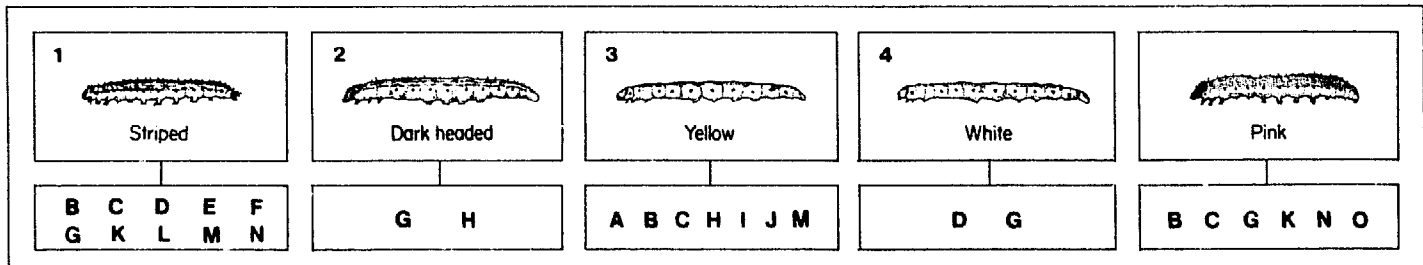 1
Striped
B C D E F
G K L M N
2
Dark headed
G H
3
Yellow
A B C H I J M
4
White
D G
Pink
B C G K N O